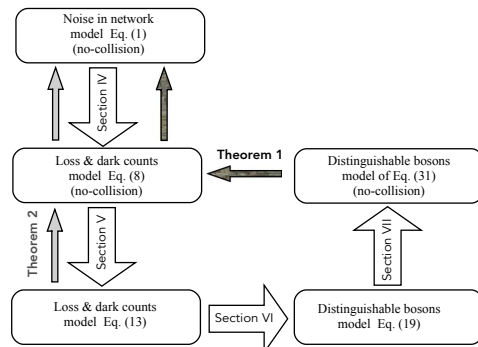 Noise in network
model Eq. (1)
(no-collision)
Section IV
Loss & dark counts
model Eq. (8)
(no-collision)
Theorem 1
Distinguishable bosons
model of Eq. (31)
(no-collision)
Theorem 2
Section V
Section VII
Loss & dark counts
model Eq. (13)
Section VI
Distinguishable bosons
model Eq. (19)